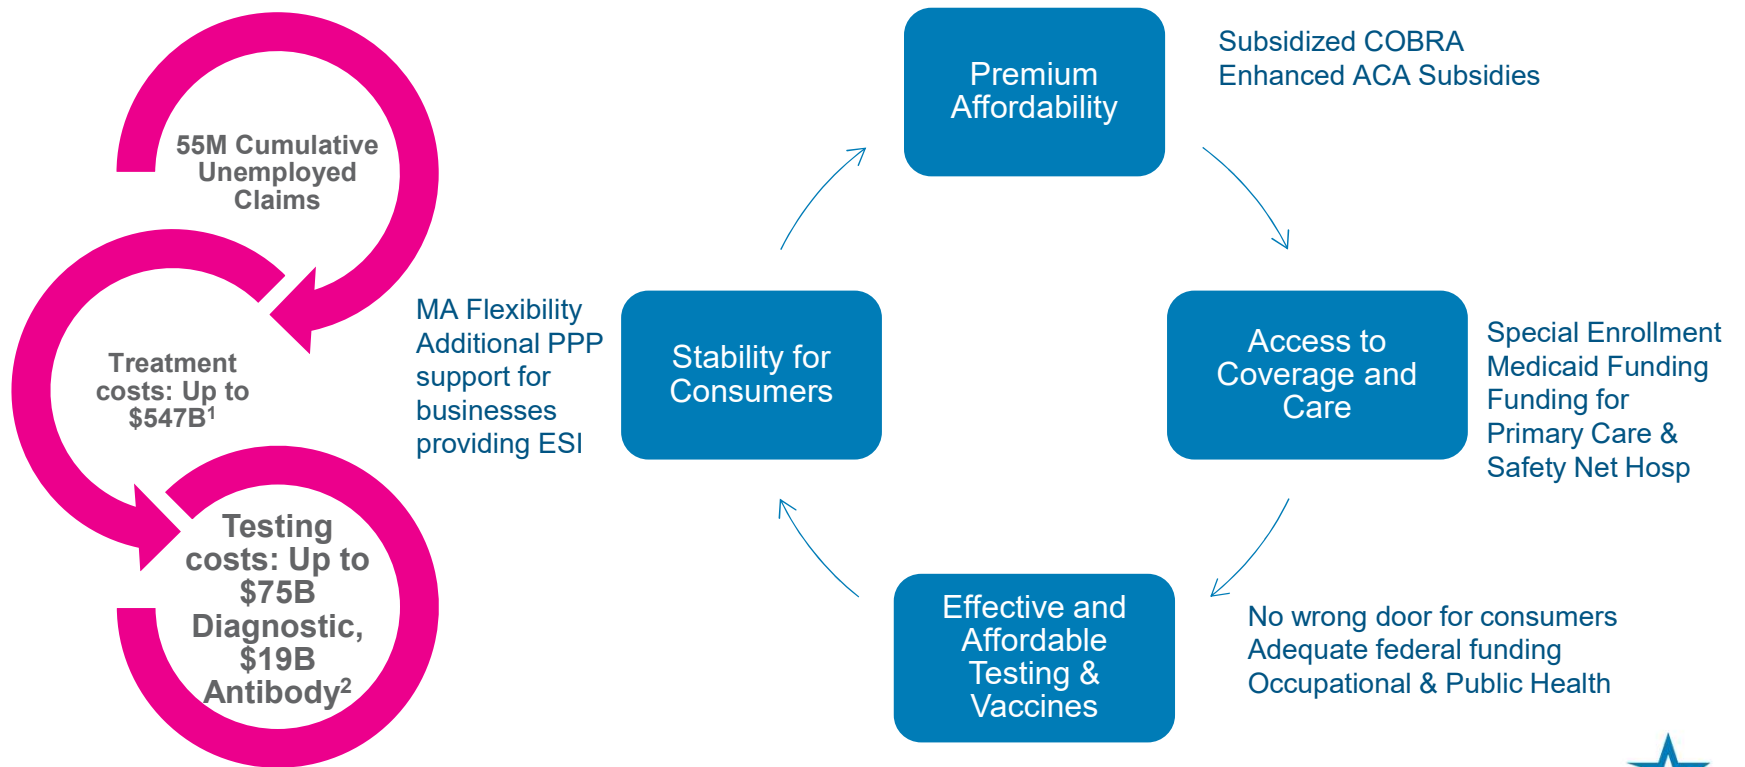 55M Cumulative
Unemployed
Claims
Treatment
costs: Up to
$547B¹
Testing
costs: Up to
$75B
Diagnostic,
$19B
Antibody²
Premium
Affordability
Subsidized COBRA
Enhanced ACA Subsidies
MA Flexibility
Additional PPP
support for
businesses
providing ESI
Stability for
Consumers
Access to
Coverage and
Care
Special Enrollment
Medicaid Funding
Funding for
Primary Care &
Safety Net Hosp
Effective and
Affordable
Testing &
Vaccines
No wrong door for consumers
Adequate federal funding
Occupational & Public Health